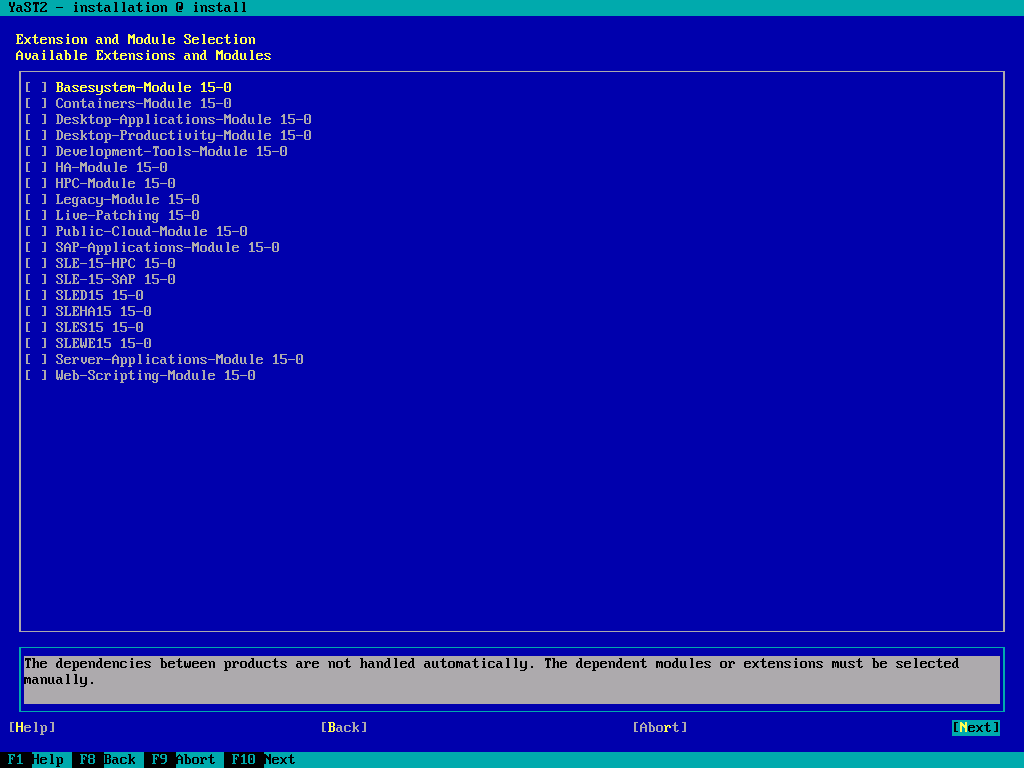 YaST2 - installation @ install
Extension and Module Selection
Available Extensions and Modules
[ ] Basesystem-Module 15-0
[ ] Containers-Module 15-0
[ ] Desktop-Applications-Module 15-0
[ ] Desktop-Productivity-Module 15-0
[ ] Development-Tools-Module 15-0
[ ] HA-Module 15-0
[ ] HPC-Module 15-0
[ ] Legacy-Module 15-0
[ ] Live-Patching 15-0
[ ] Public-Cloud-Module 15-0
[ ] SAP-Applications-Module 15-0
[ ] SLE-15-HPC 15-0
[ ] SLE-15-SAP 15-0
[ ] SLED15 15-0
[ ] SLEHA15 15-0
[ ] SLES15 15-0
[ ] SLEWE15 15-0
[ ] Server-Applications-Module 15-0
[ ] Web-Scripting-Module 15-0
The dependencies between products are not handled automatically. The dependent modules or extensions must be selected
manually.
[Help] [Back] [Abort] [Next]
F1 Help F8 Back F9 Abort F10 Next